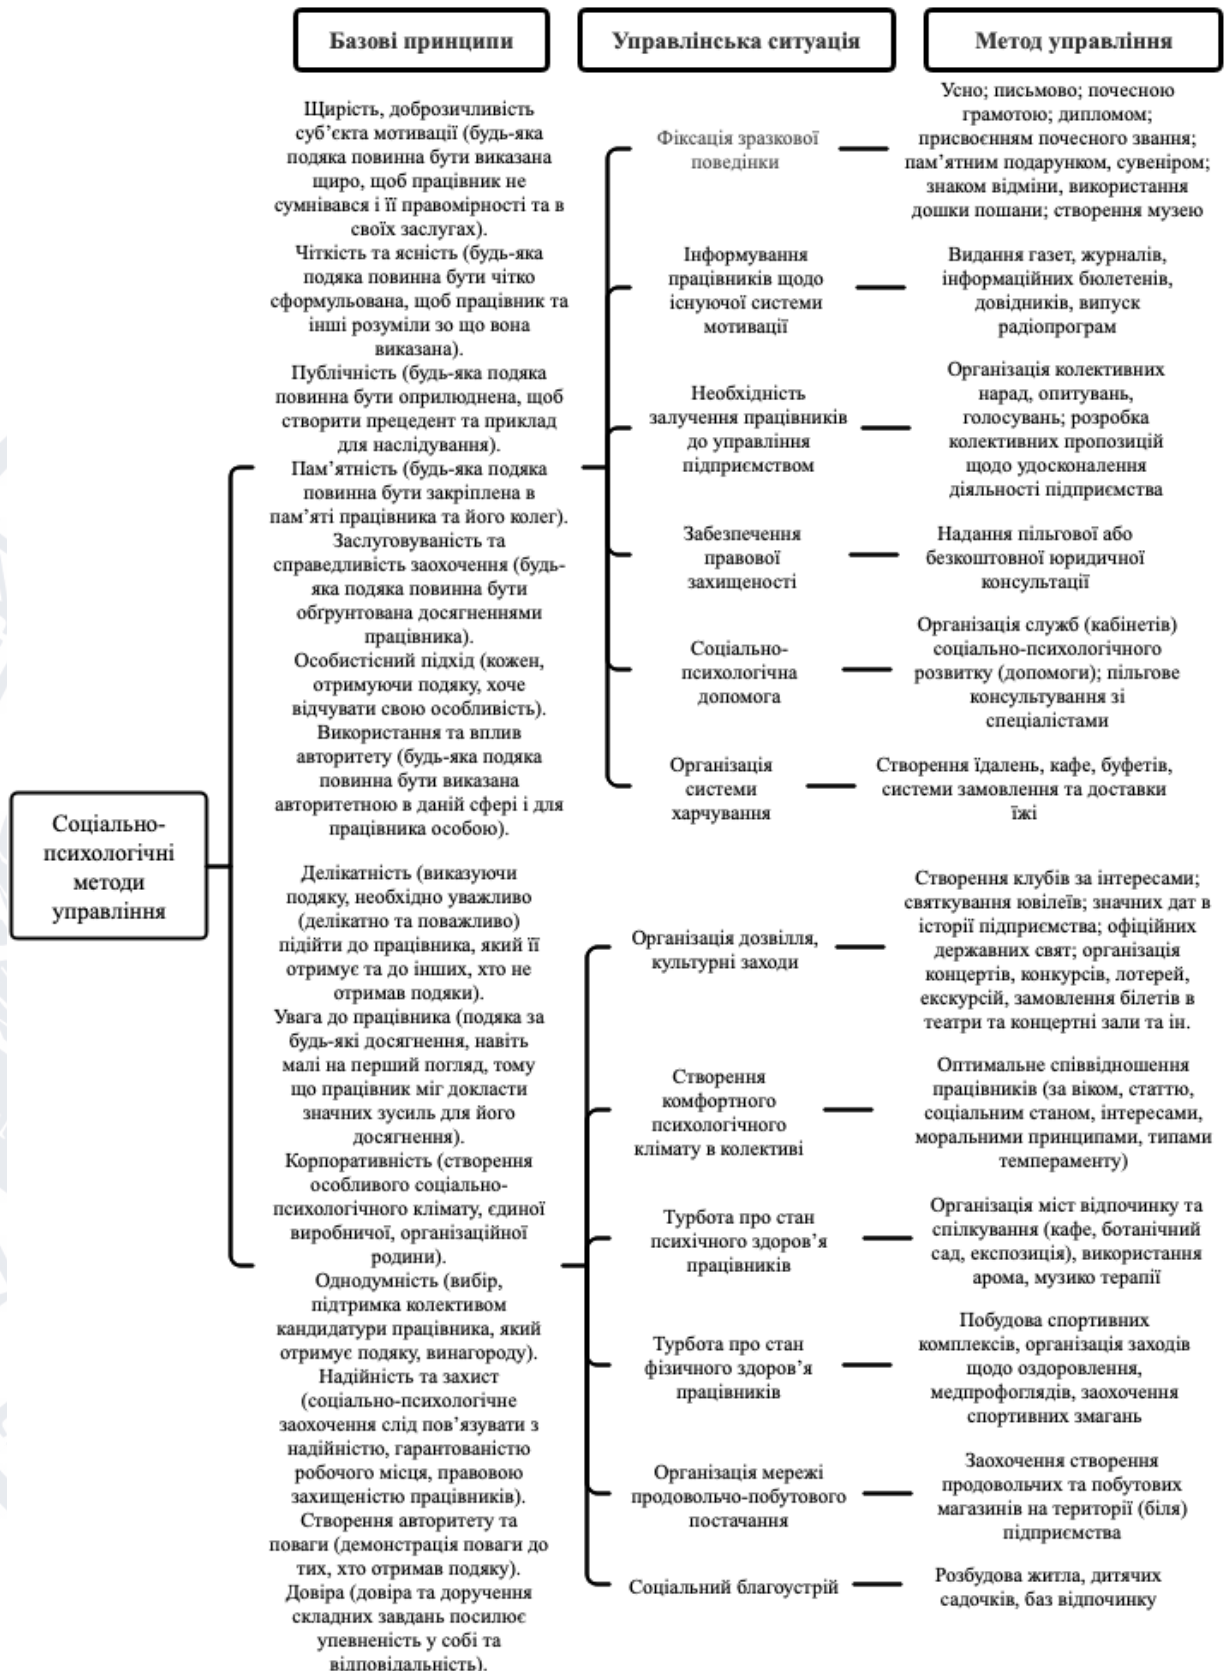 Базові принципи
Управлінська ситуація
Метод управління
Соціально-
психологічні
методи
управління
Щирість, доброзичливість
суб’єкта мотивації (будь-яка
подяка повинна бути виказана
щиро, щоб працівник не
сумнівався і її правомірності та в
своїх заслугах).
Чіткість та ясність (будь-яка
подяка повинна бути чітко
сформульована, щоб працівник та
інші розуміли зо що вона
виказана).
Публічність (будь-яка подяка
повинна бути оприлюднена, щоб
створити прецедент та приклад
для наслідування).
Пам’ятність (будь-яка подяка
повинна бути закріплена в
пам’яті працівника та його колег).
Заслуговуваність та
справедливість заохочення (будь-
яка подяка повинна бути
обґрунтована досягненнями
працівника).
Особистісний підхід (кожен,
отримуючи подяку, хоче
відчувати свою особливість).
Використання та вплив
авторитету (будь-яка подяка
повинна бути виказана
авторитетною в даній сфері і для
працівника особою).
Фіксація зразкової
поведінки
Усно; письмово; почесною
грамотою; дипломом;
присвоєнням почесного звання;
пам’ятним подарунком, сувеніром;
знаком відміни, використання
дошки пошани; створення музею
Інформування
працівників щодо
існуючої системи
мотивації
Видання газет, журналів,
інформаційних бюлетенів,
довідників, випуск
радіопрограм
Необхідність
залучення працівників
до управління
підприємством
Організація колективних
нарад, опитувань,
голосувань; розробка
колективних пропозицій
щодо удосконалення
діяльності підприємства
Забезпечення
правової
захищеності
Надання пільгової або
безкоштовної юридичної
консультації
Соціально-
психологічна
допомога
Організація служб (кабінетів)
соціально-психологічного
розвитку (допомоги); пільгове
консультування зі
спеціалістами
Організація
системи
харчування
Створення їдалень, кафе, буфетів,
системи замовлення та доставки
їжі
Делікатність (виказуючи
подяку, необхідно уважливо
(делікатно та поважливо)
підійти до працівника, який її
отримує та до інших, хто не
отримав подяки).
Увага до працівника (подяка за
будь-які досягнення, навіть
малі на перший погляд, тому
що працівник міг докласти
значних зусиль для його
досягнення).
Корпоративність (створення
особливого соціально-
психологічного клімату, єдиної
виробничої, організаційної
родини).
Однодумність (вибір,
підтримка колективом
кандидатури працівника, який
отримує подяку, винагороду).
Надійність та захист
(соціально-психологічне
заохочення слід пов’язувати з
надійністю, гарантованістю
робочого місця, правовою
захищеністю працівників).
Створення авторитету та
поваги (демонстрація поваги до
тих, хто отримав подяку).
Довіра (довіра та доручення
складних завдань посилює
упевненість у собі та
відповідальність).
Організація дозвілля,
культурні заходи
Створення клубів за інтересами;
святкування ювілеїв; значних дат в
історії підприємства; офіційних
державних свят; організація
концертів, конкурсів, лотерей,
екскурсій, замовлення білетів в
театри та концертні зали та ін.
Створення
комфортного
психологічного
клімату в колективі
Оптимальне співвідношення
працівників (за віком, статтю,
соціальним станом, інтересами,
моральними принципами, типами
темпераменту)
Турбота про стан
психічного здоров’я
працівників
Організація міст відпочинку та
спілкування (кафе, ботанічний
сад, експозиція), використання
арома, музико терапії
Турбота про стан
фізичного здоров’я
працівників
Побудова спортивних
комплексів, організація заходів
щодо оздоровлення,
медпрофоглядів, заохочення
спортивних змагань
Організація мережі
продовольчо-побутового
постачання
Заохочення створення
продовольчих та побутових
магазинів на території (біля)
підприємства
Соціальний благоустрій
Розбудова житла, дитячих
садочків, баз відпочинку